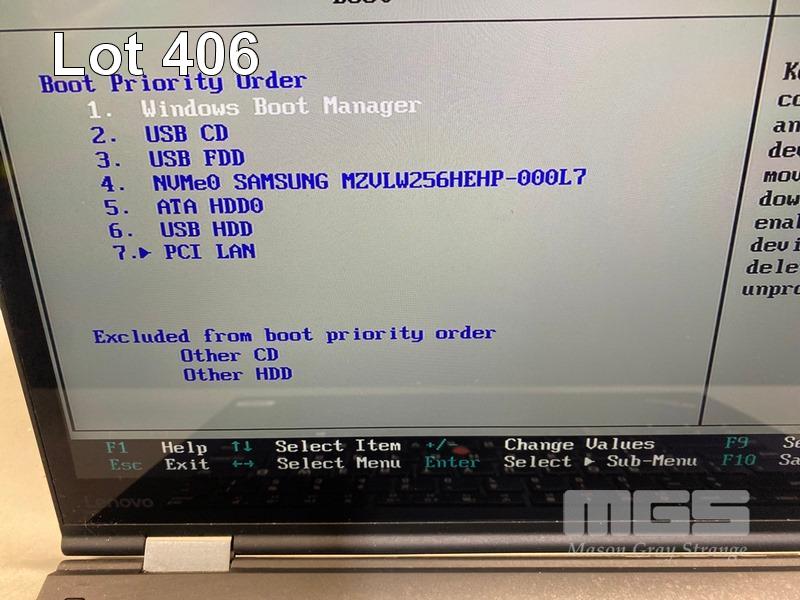 Lot 406
Boot Priority Order
1. Windows Boot Manager
2. USB CD
3. USB FDD
4. NVMe0 SAMSUNG MZVLW256HEHP-000L7
5. ATA HDD0
6. USB HDD
7.▸ PCI LAN
Excluded from boot priority order
Other CD
Other HDD
F1 Help ↑↓ Select Item +/- Change Values F9
Esc Exit ←→ Select Menu Enter Select ▸ Sub-Menu F10
Lenovo
MGS
Mason Gray Strange